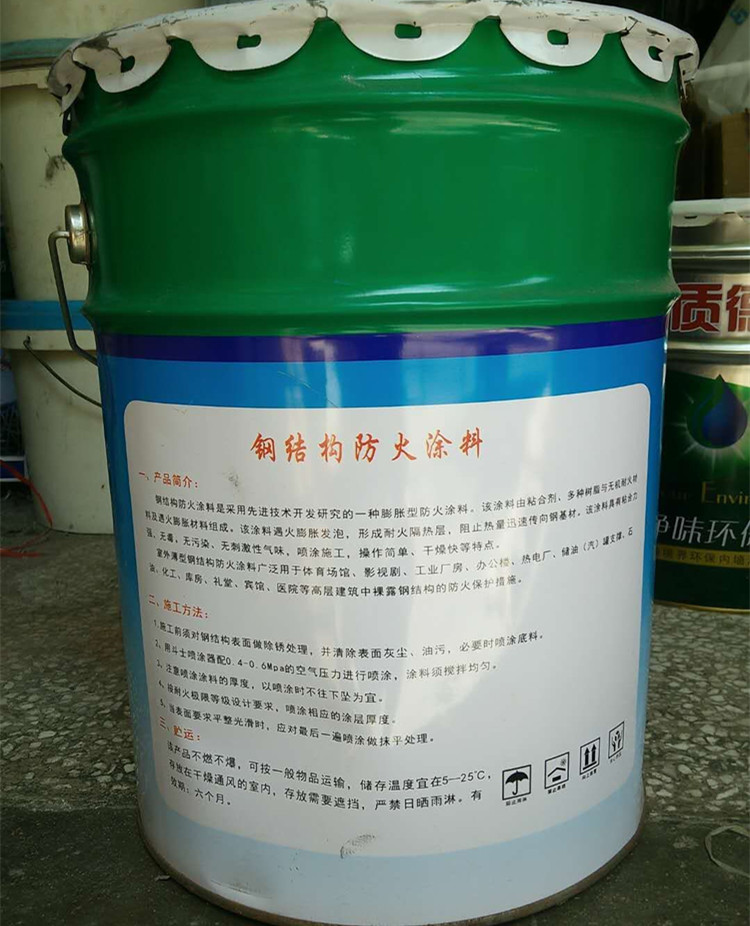 钢结构防火涂料
一、产品简介:
钢结构防火涂料是采用先进技术开发研究的一种膨胀型防火涂料。该涂料由粘合剂、多种树脂与无机耐火材
料及遇火膨胀材料组成。该涂料遇火膨胀发泡,形成耐火隔热层,阻止热量迅速传向钢基材。该涂料具有粘涂力
强,无毒,无污染、无刺激性气味,喷涂施工,操作简单、干燥快等特点。
室外薄型钢结构防火涂料广泛用于体育场馆、影视剧、工业厂房、办公楼、热电厂、储油(汽)罐支撑、石
油、化工、库房、礼堂、宾馆、医院等高层建筑中裸露钢结构的防火保护措施。
二、施工方法:
1、施工前须对钢结构表面做除锈处理,并清除表面灰尘、油污,必要时喷涂底料。
2、用斗士喷涂器配0.4-0.6Mpa的空气压力进行喷涂,涂料须搅拌均匀。
3、注意喷涂涂料的厚度,以喷涂时不往下坠为宜。
4、按耐火极限等级设计要求,喷涂相应的涂层厚度。
5、当表面要求平整光滑时,应对最后一遍喷涂做抹平处理。
三、贮运:
该产品不燃不爆,可按一般物品运输,储存温度宜在5—25℃,
存放在干燥通风的室内,存放需要遮挡,严禁日晒雨淋。有
效期:六个月。
质德
Envir
净味环保